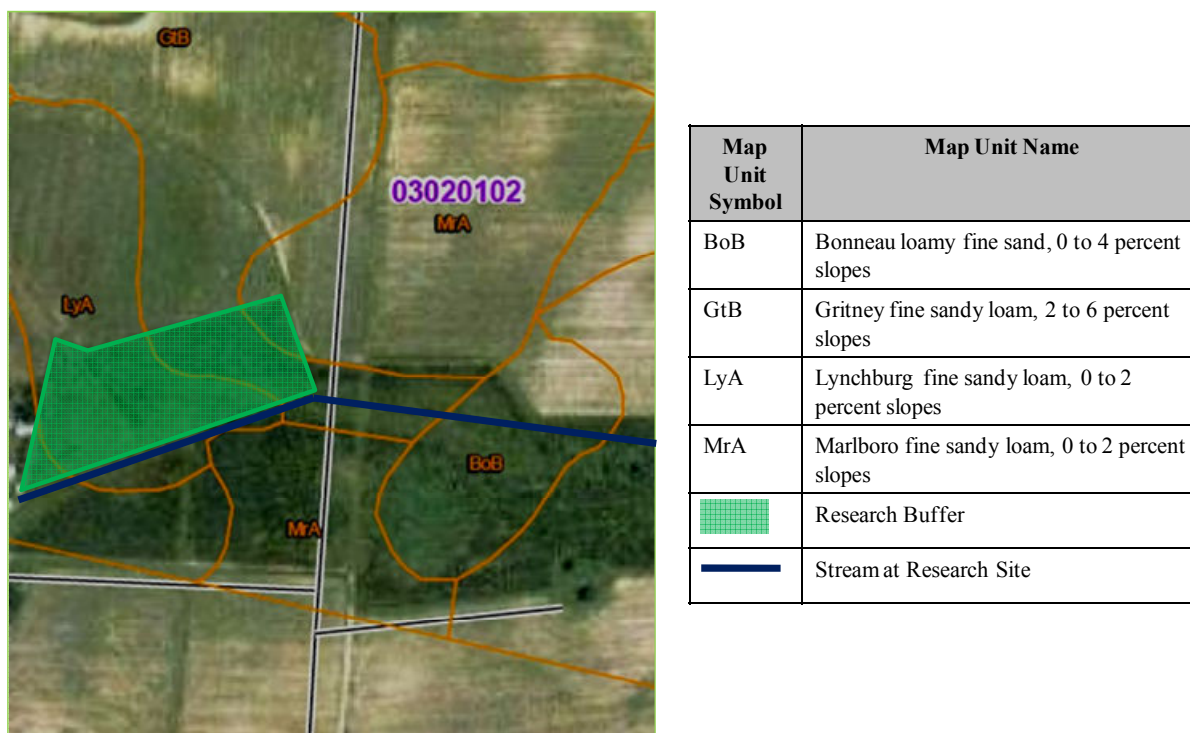 GtB
03020102
MrA
LyA
BoB
MrA
Map
Unit
Symbol
Map Unit Name
BoB
Bonneau loamy fine sand, 0 to 4 percent
slopes
GtB
Gritney fine sandy loam, 2 to 6 percent
slopes
LyA
Lynchburg fine sandy loam, 0 to 2
percent slopes
MrA
Marlboro fine sandy loam, 0 to 2 percent
slopes
Research Buffer
Stream at Research Site